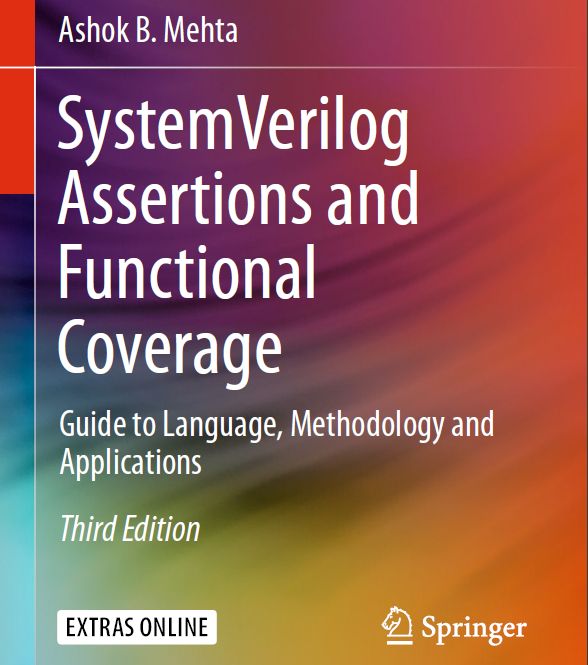 Ashok B. Mehta
SystemVerilog
Assertions and
Functional
Coverage
Guide to Language, Methodology and
Applications
Third Edition
EXTRAS ONLINE
Springer